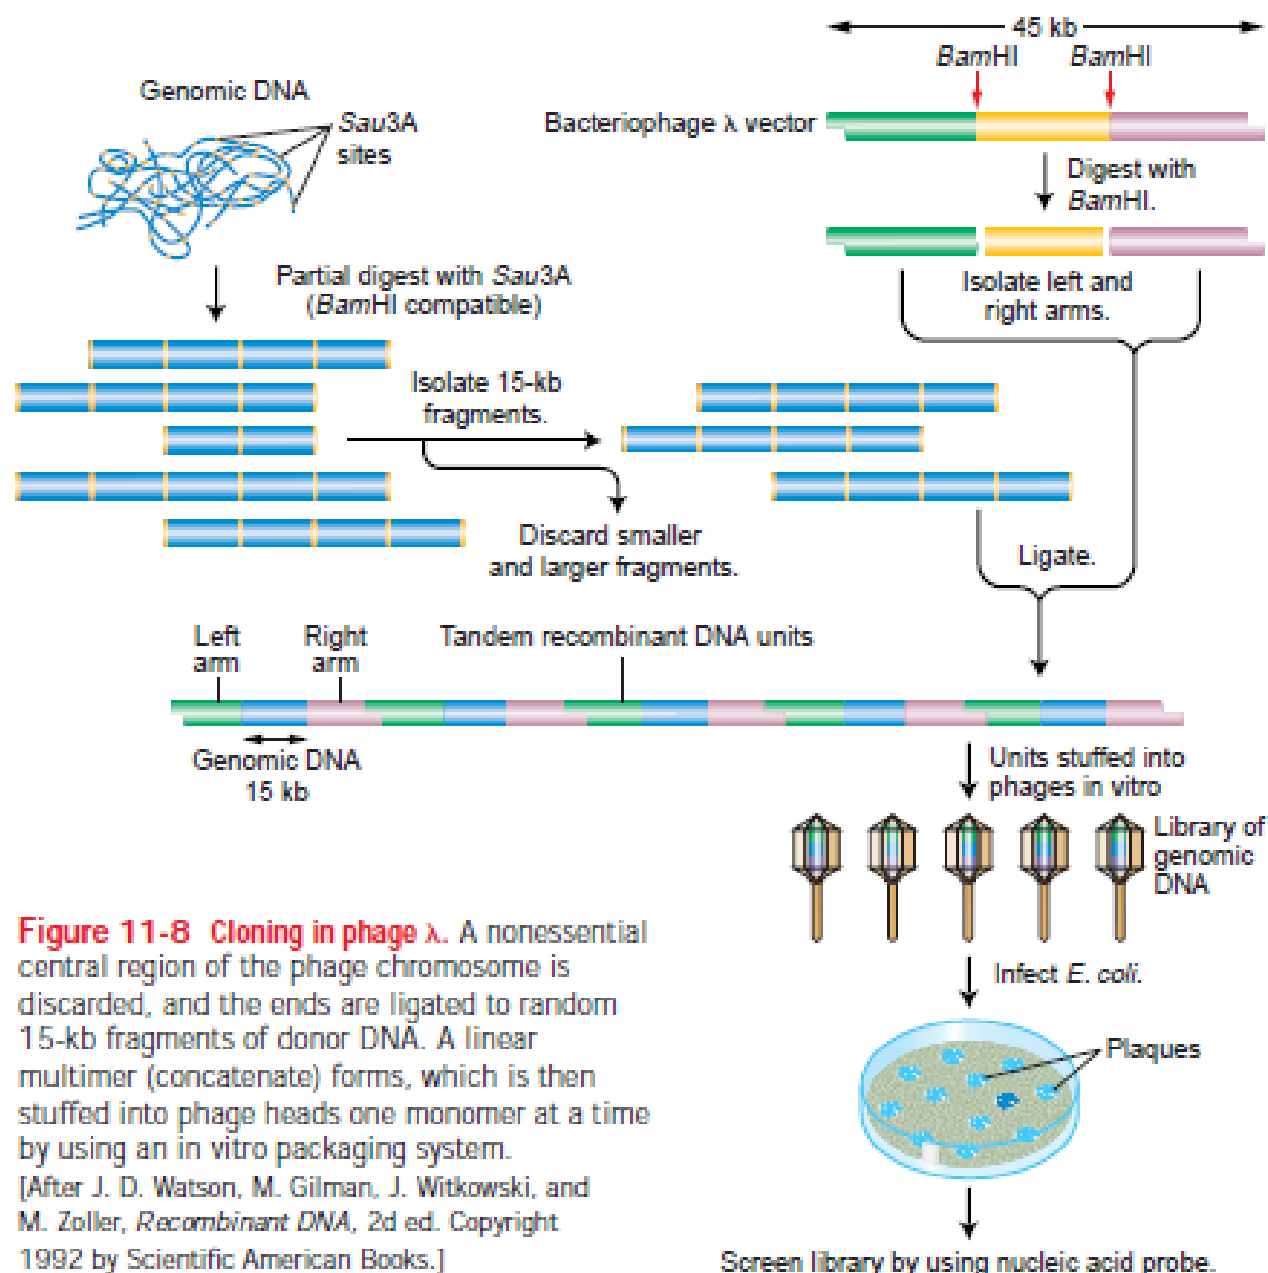 45 kb
BamHI BamHI
Genomic DNA
Sau3A
sites
Bacteriophage λ vector
Digest with
BamHI.
Partial digest with Sau3A
(BamHI compatible)
Isolate left and
right arms.
Isolate 15-kb
fragments.
Discard smaller
and larger fragments.
Ligate.
Left
arm
Right
arm
Tandem recombinant DNA units
Genomic DNA
15 kb
Units stuffed into
phages in vitro
Library of
genomic
DNA
Infect E. coli.
Plaques
Screen library by using nucleic acid probe.
Figure 11-8 Cloning in phage λ. A nonessential
central region of the phage chromosome is
discarded, and the ends are ligated to random
15-kb fragments of donor DNA. A linear
multimer (concatenate) forms, which is then
stuffed into phage heads one monomer at a time
by using an in vitro packaging system.
[After J. D. Watson, M. Gilman, J. Witkowski, and
M. Zoller, Recombinant DNA, 2d ed. Copyright
1992 by Scientific American Books.]